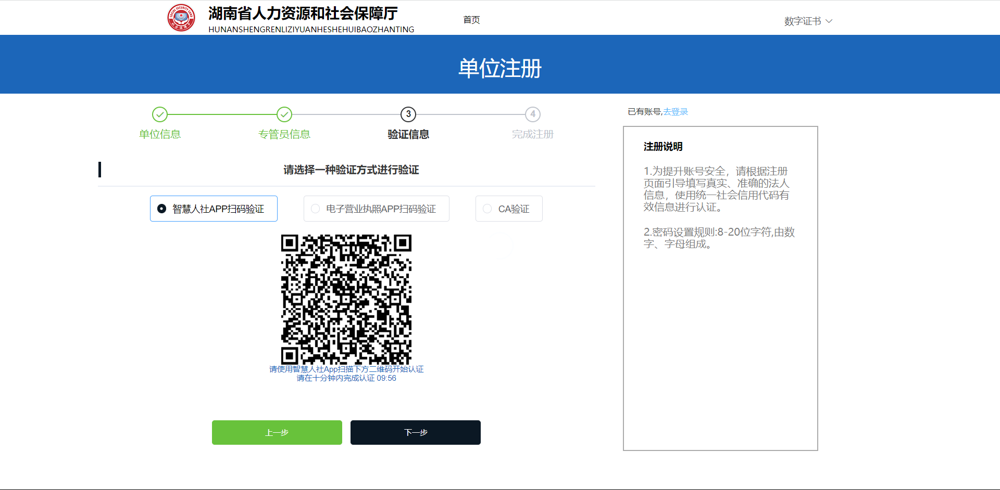 湖南省人力资源和社会保障厅
HUNANSHENGRENLIZIYUANHESHEHUIBAOZHANTING
首页
数字证书
单位注册
3
4
单位信息
专管员信息
验证信息
完成注册
已有账号,去登录
请选择一种验证方式进行验证
智慧人社APP扫码验证
电子营业执照APP扫码验证
CA验证
请使用智慧人社App扫描下方二维码开始认证
请在十分钟内完成认证 09:56
上一步
下一步
注册说明
1.为提升账号安全，请根据注册
页面引导填写真实、准确的法人
信息，使用统一社会信用代码有
效信息进行认证。
2.密码设置规则:8-20位字符,由数
字、字母组成。